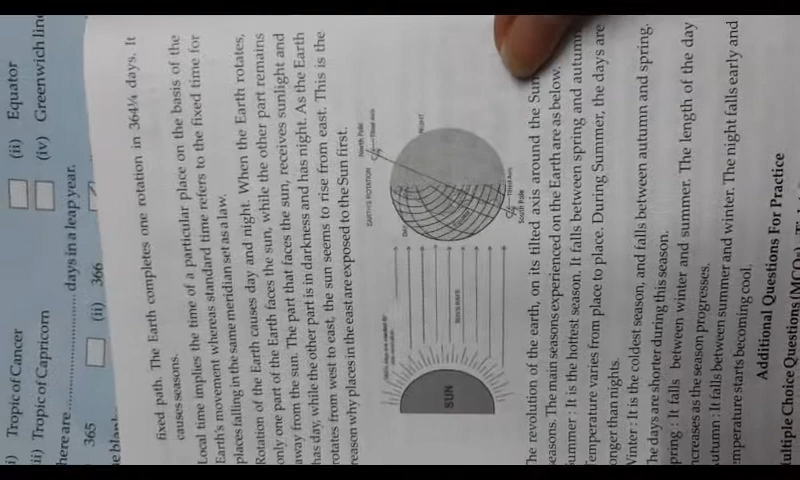 i) Tropic of Cancer (ii) Equator
ii) Tropic of Capricorn (iv) Greenwich line
here are ........................ days in a leap year.
365 (ii) 366
fixed path. The Earth completes one rotation in 364¼ days. It
causes seasons.
Local time implies the time of a particular place on the basis of the
Earth's movement whereas standard time refers to the fixed time for
places falling in the same meridian set as a law.
Rotation of the Earth causes day and night. When the Earth rotates,
only one part of the Earth faces the sun, while the other part remains
away from the sun. The part that faces the sun, receives sunlight and
has day, while the other part is in darkness and has night. As the Earth
rotates from west to east, the sun seems to rise from east. This is the
reason why places in the east are exposed to the Sun first.
EARTH'S ROTATION
North Pole
Tilted Axis
NIGHT
SUN
SUN'S RAYS
Tilted Axis
South Pole
The revolution of the earth, on its tilted axis around the Sun
easons. The main seasons experienced on the Earth are as below.
ummer : It is the hottest season. It falls between spring and autumn
emperature varies from place to place. During Summer, the days are
onger than nights.
Vinter : It is the coldest season, and falls between autumn and spring.
The days are shorter during this season.
pring : It falls between winter and summer. The length of the day
ncreases as the season progresses.
utumn : It falls between summer and winter. The night falls early and
emperature starts becoming cool.
Additional Questions For Practice
ultiple Choice Questions (MCQs)